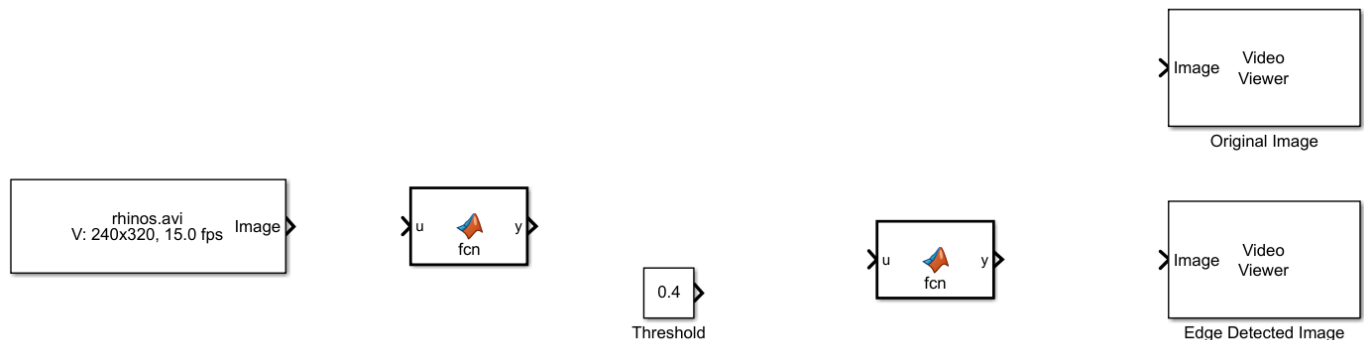 Image
Video
Viewer
Original Image
rhinos.avi
V: 240x320, 15.0 fps
Image
u
fcn
y
0.4
Threshold
u
fcn
y
Image
Video
Viewer
Edge Detected Image